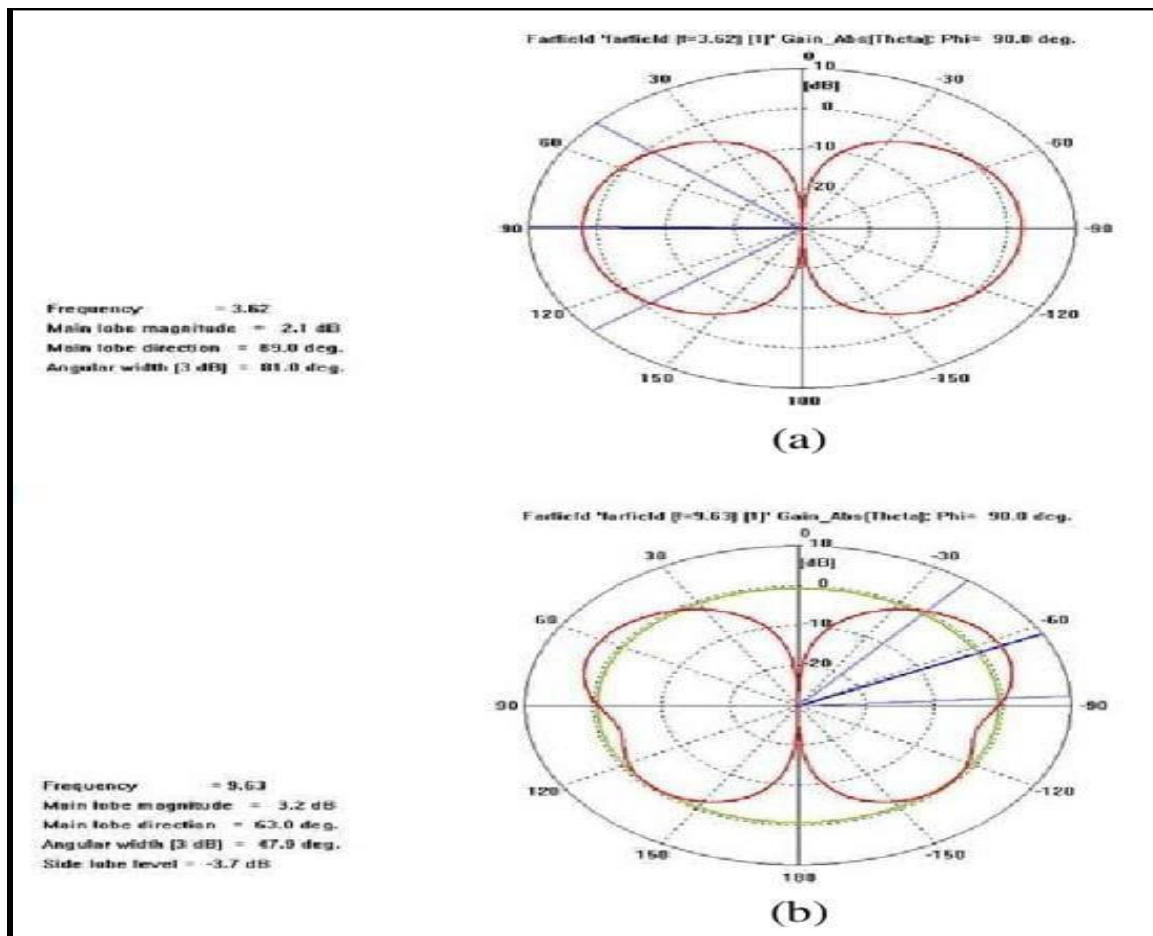 Farfield 'farfield [f=3.62] [1]' Gain_Abs[Theta]; Phi= 90.0 deg.
0
10
[dB]
30
-30
0
60
-60
-10
-20
90
-90
Frequency = 3.62
Main lobe magnitude = 2.1 dB
120
-120
Main lobe direction = 89.0 deg.
Angular width [3 dB] = 81.0 deg.
150
-150
180
(a)
Farfield 'farfield [f=9.63] [1]' Gain_Abs[Theta]; Phi= 90.0 deg.
0
10
[dB]
30
-30
0
60
-60
-10
-20
90
-90
Frequency = 9.63
120
-120
Main lobe magnitude = 3.2 dB
Main lobe direction = 63.0 deg.
Angular width [3 dB] = 47.9 deg.
150
-150
Side lobe level = -3.7 dB
180
(b)